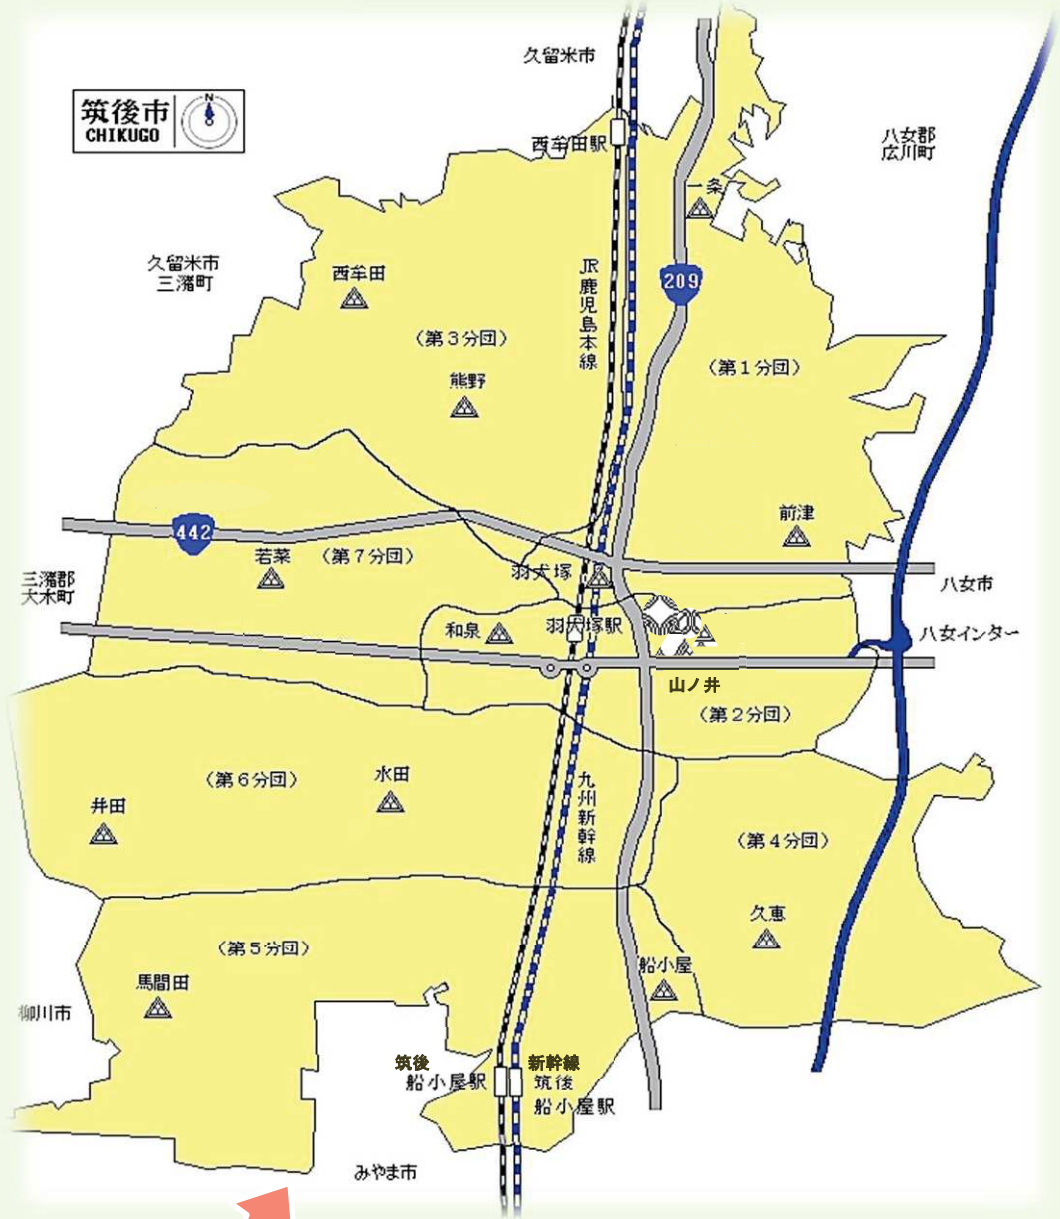 久留米市
筑後市
CHIKUGO
N
西牟田駅
八女郡
広川町
一条
久留米市
三潴町
西牟田
JR鹿児島本線
209
(第3分団)
(第1分団)
熊野
前津
442
若菜
(第7分団)
羽犬塚
三潴郡
大木町
八女市
和泉
羽犬塚駅
八女インター
山ノ井
(第2分団)
(第6分団)
水田
九州新幹線
井田
(第4分団)
久恵
(第5分団)
船小屋
馬間田
柳川市
筑後
船小屋駅
新幹線
筑後
船小屋駅
みやま市